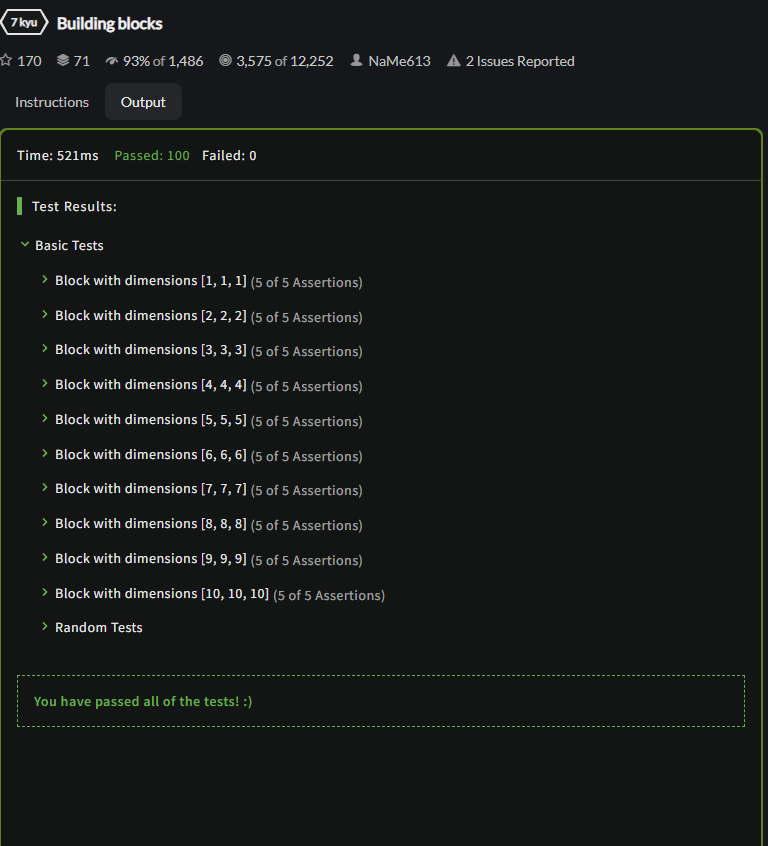 7 kyu Building blocks
170 71 93% of 1,486 3,575 of 12,252 NaMe613 2 Issues Reported
Instructions Output
Time: 521ms Passed: 100 Failed: 0
Test Results:
Basic Tests
Block with dimensions [1, 1, 1] (5 of 5 Assertions)
Block with dimensions [2, 2, 2] (5 of 5 Assertions)
Block with dimensions [3, 3, 3] (5 of 5 Assertions)
Block with dimensions [4, 4, 4] (5 of 5 Assertions)
Block with dimensions [5, 5, 5] (5 of 5 Assertions)
Block with dimensions [6, 6, 6] (5 of 5 Assertions)
Block with dimensions [7, 7, 7] (5 of 5 Assertions)
Block with dimensions [8, 8, 8] (5 of 5 Assertions)
Block with dimensions [9, 9, 9] (5 of 5 Assertions)
Block with dimensions [10, 10, 10] (5 of 5 Assertions)
Random Tests
You have passed all of the tests! :)